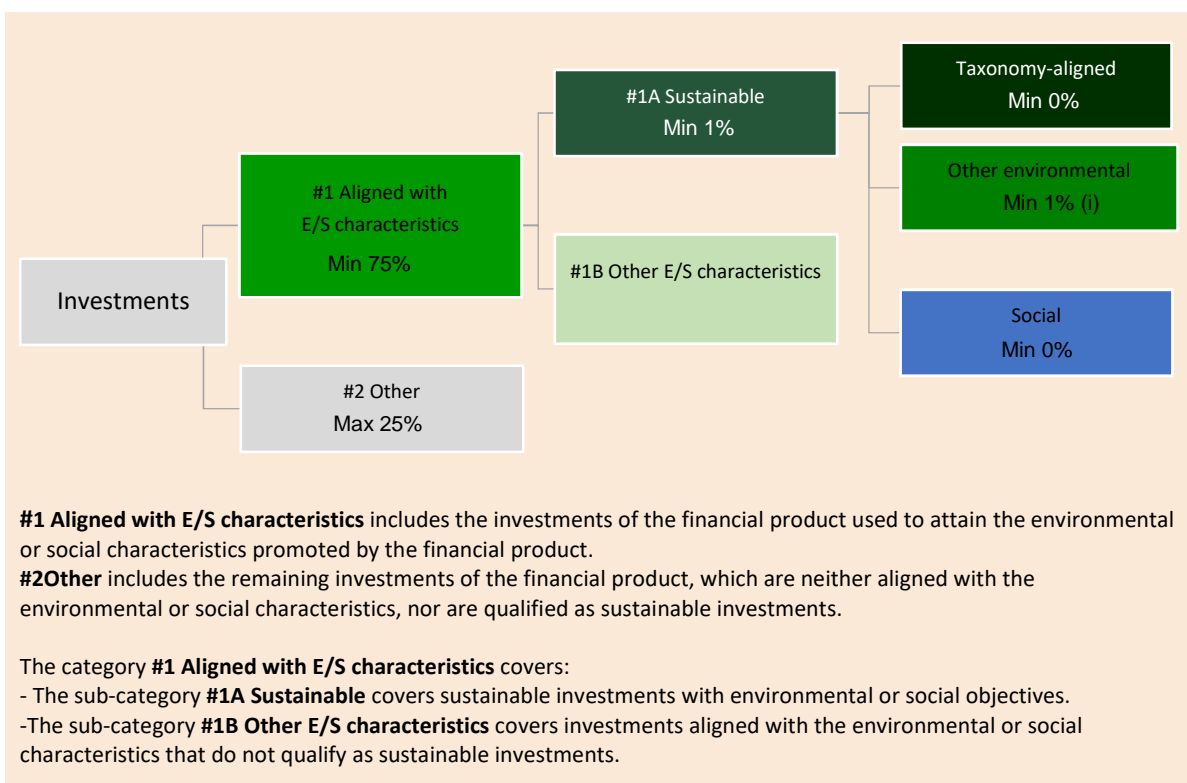 Investments
#1 Aligned with
E/S characteristics
Min 75%
#2 Other
Max 25%
#1A Sustainable
Min 1%
#1B Other E/S characteristics
Taxonomy-aligned
Min 0%
Other environmental
Min 1% (i)
Social
Min 0%
#1 Aligned with E/S characteristics includes the investments of the financial product used to attain the environmental
or social characteristics promoted by the financial product.
#2Other includes the remaining investments of the financial product, which are neither aligned with the
environmental or social characteristics, nor are qualified as sustainable investments.
The category #1 Aligned with E/S characteristics covers:
- The sub-category #1A Sustainable covers sustainable investments with environmental or social objectives.
-The sub-category #1B Other E/S characteristics covers investments aligned with the environmental or social
characteristics that do not qualify as sustainable investments.